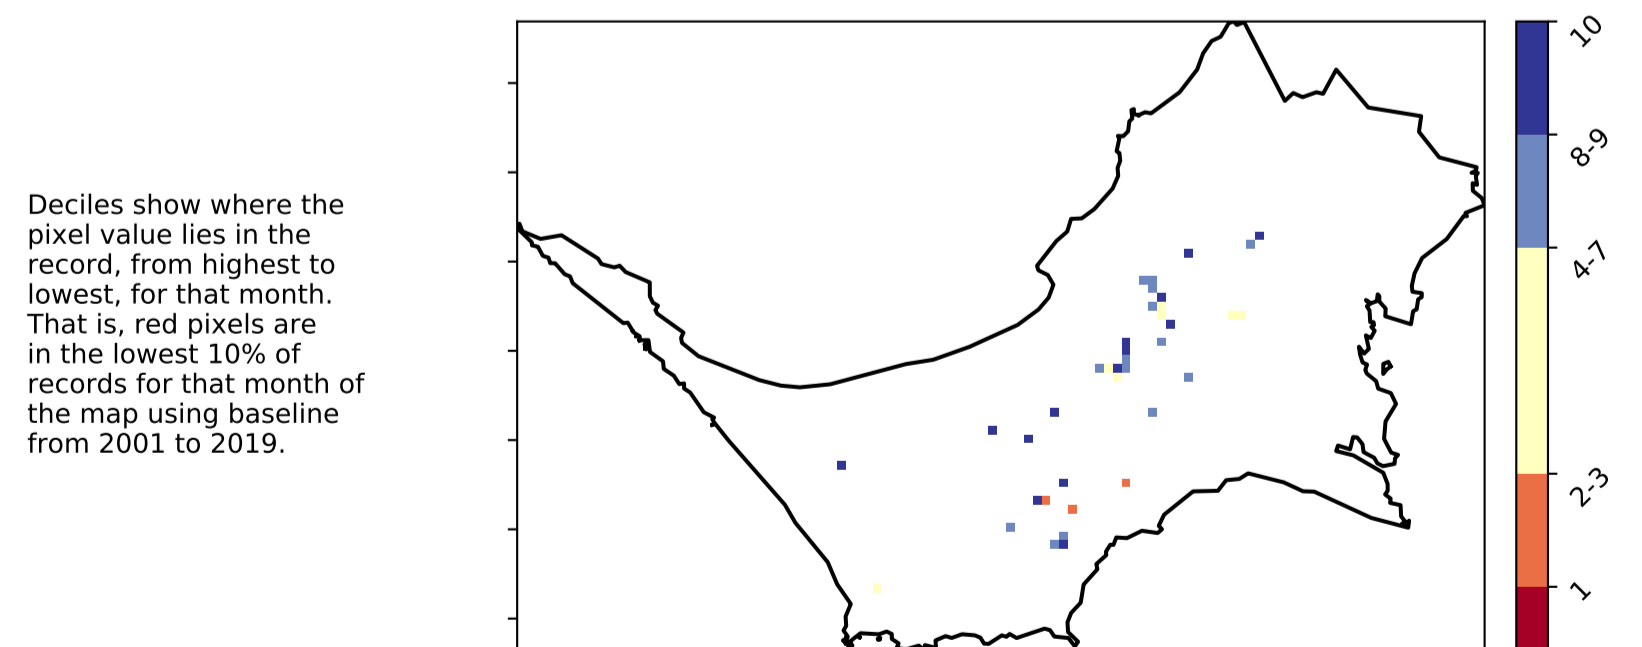 Deciles show where the
pixel value lies in the
record, from highest to
lowest, for that month.
That is, red pixels are
in the lowest 10% of
records for that month of
the map using baseline
from 2001 to 2019.
10
8-9
4-7
2-3
1